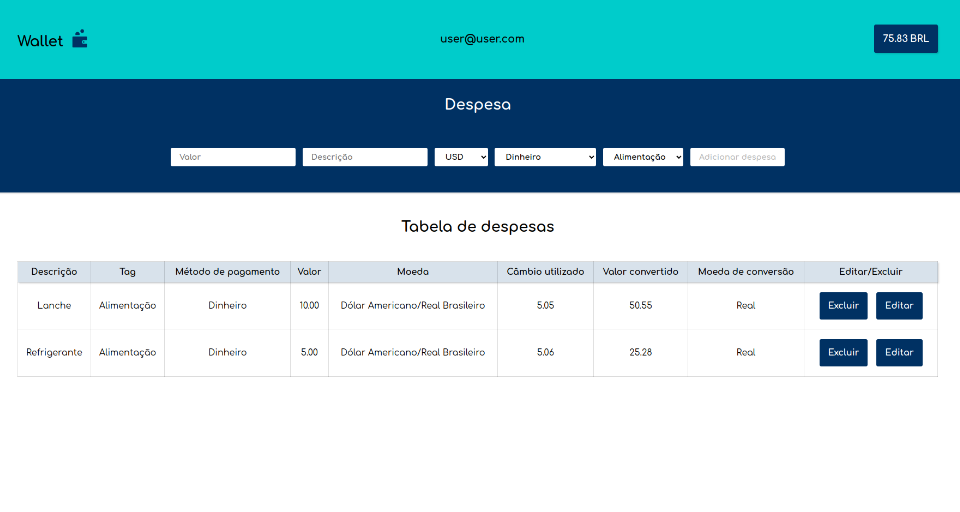 Wallet
user@user.com
75.83 BRL
Despesa
Valor Descrição USD Dinheiro Alimentação Adicionar despesa
Tabela de despesas
Descrição Tag Método de pagamento Valor Moeda Câmbio utilizado Valor convertido Moeda de conversão Editar/Excluir
Lanche Alimentação Dinheiro 10.00 Dólar Americano/Real Brasileiro 5.05 50.55 Real Excluir Editar
Refrigerante Alimentação Dinheiro 5.00 Dólar Americano/Real Brasileiro 5.06 25.28 Real Excluir Editar